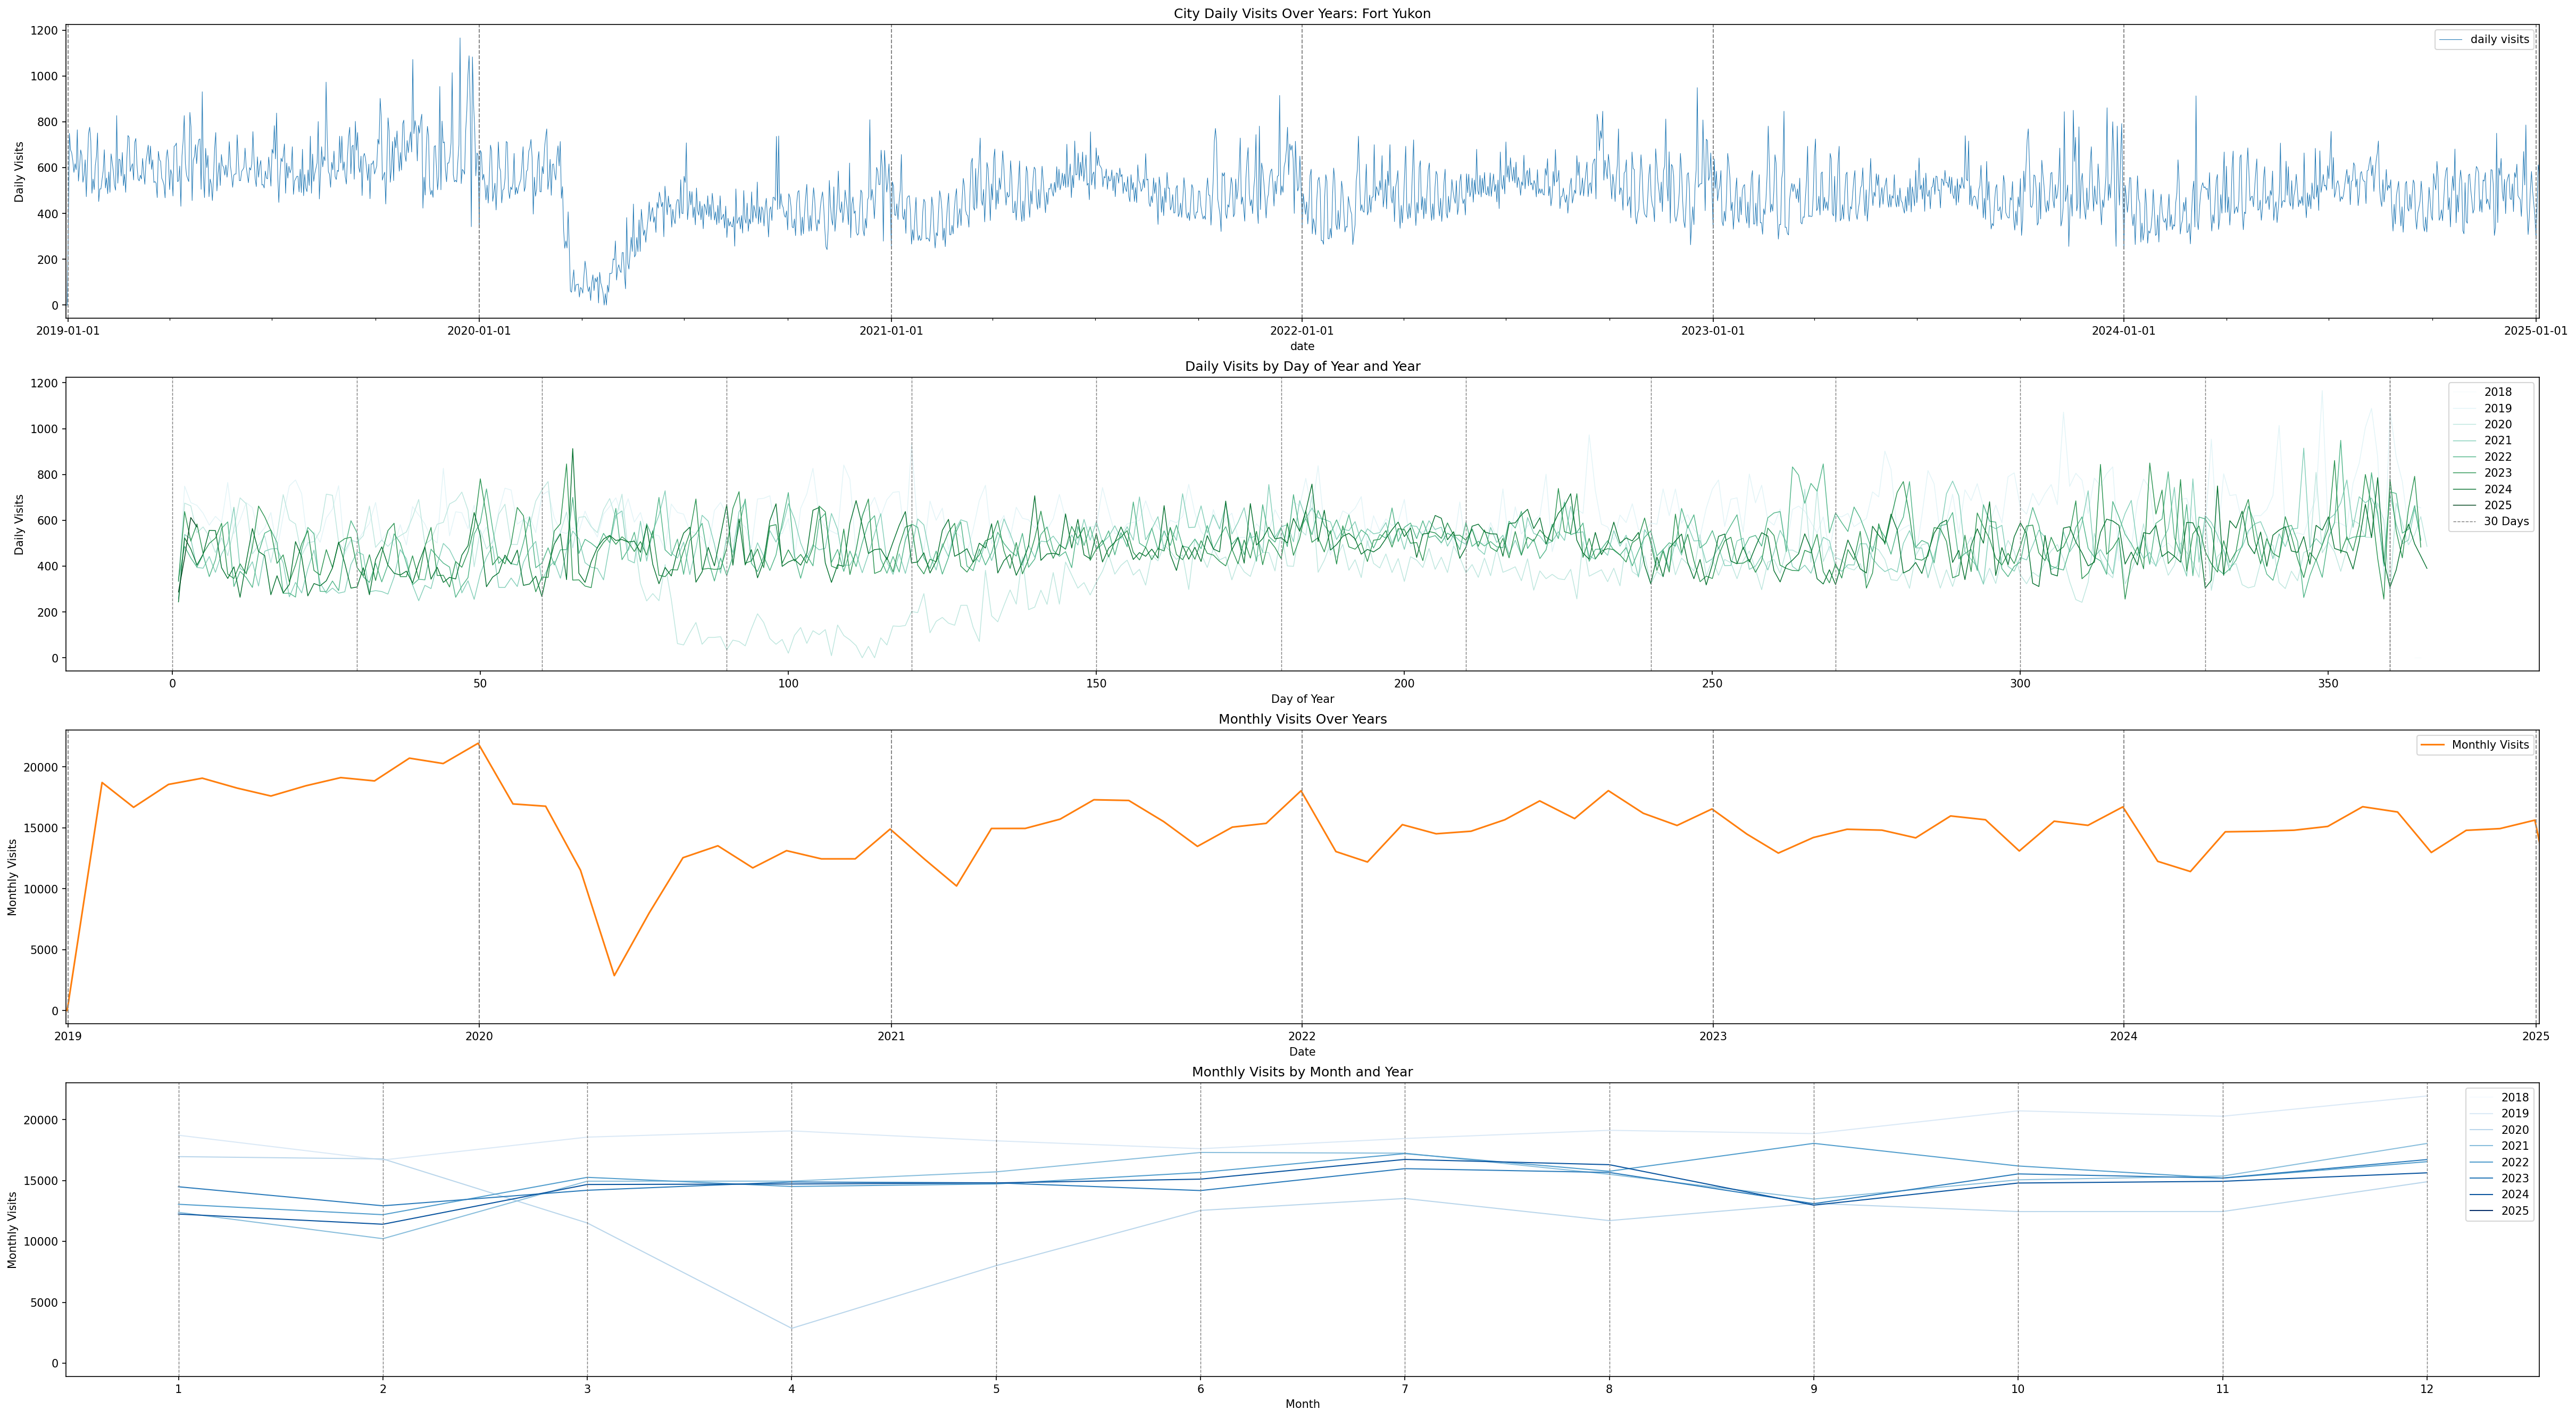 City Daily Visits Over Years: Fort Yukon
Daily Visits
1200
1000
800
600
400
200
0
daily visits
2019-01-01 2020-01-01 2021-01-01 2022-01-01 2023-01-01 2024-01-01 2025-01-01
date
Daily Visits by Day of Year and Year
Daily Visits
1200
1000
800
600
400
200
0
2018
2019
2020
2021
2022
2023
2024
2025
30 Days
0 50 100 150 200 250 300 350
Day of Year
Monthly Visits Over Years
Monthly Visits
20000
15000
10000
5000
0
Monthly Visits
2019 2020 2021 2022 2023 2024 2025
Date
Monthly Visits by Month and Year
Monthly Visits
20000
15000
10000
5000
0
2018
2019
2020
2021
2022
2023
2024
2025
1 2 3 4 5 6 7 8 9 10 11 12
Month